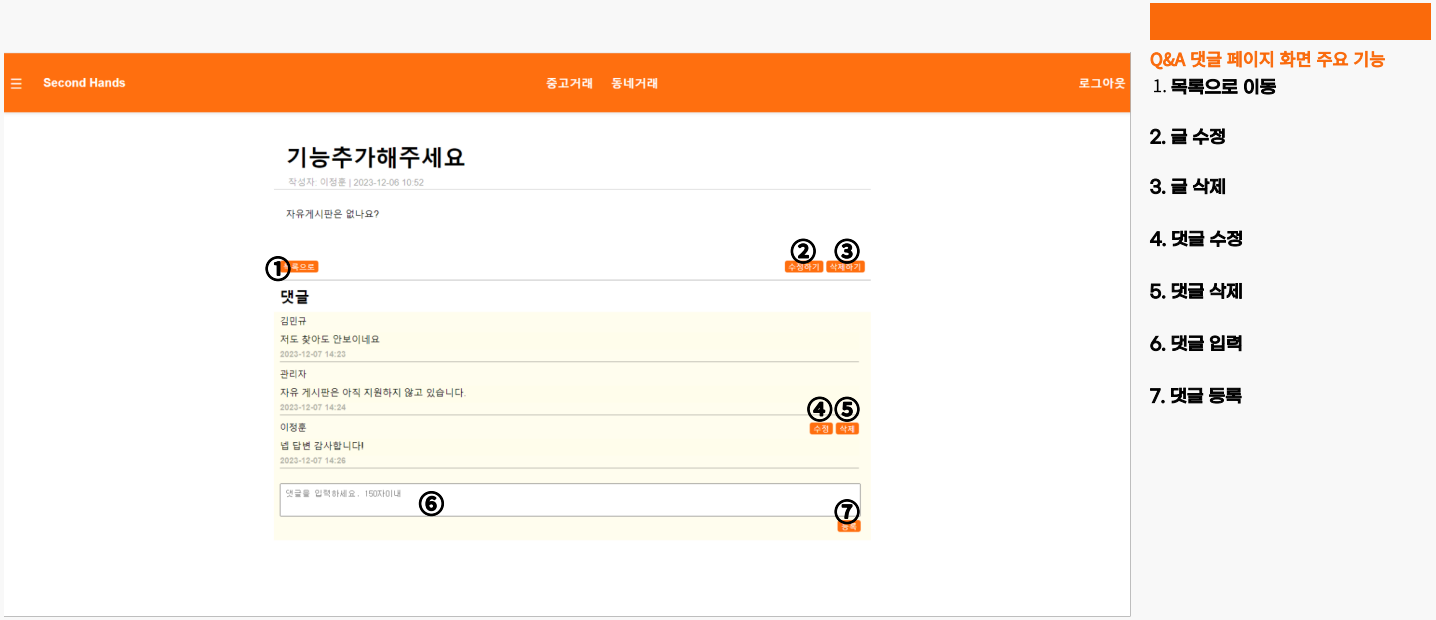 Second Hands 중고거래 동네거래 로그아웃
기능추가해주세요
작성자: 이정훈 | 2023-12-06 10:52
자유게시판은 없나요?
② ③
① 록으로 수정하기 삭제하기
댓글
김민규
저도 찾아도 안보이네요
2023-12-07 14:23
관리자
자유 게시판은 아직 지원하지 않고 있습니다.
2023-12-07 14:24
④ ⑤
이정훈 수정 삭제
넵 답변 감사합니다!
2023-12-07 14:26
댓글을 입력하세요. 150자이내
⑥
⑦
Q&A 댓글 페이지 화면 주요 기능
1. 목록으로 이동
2. 글 수정
3. 글 삭제
4. 댓글 수정
5. 댓글 삭제
6. 댓글 입력
7. 댓글 등록